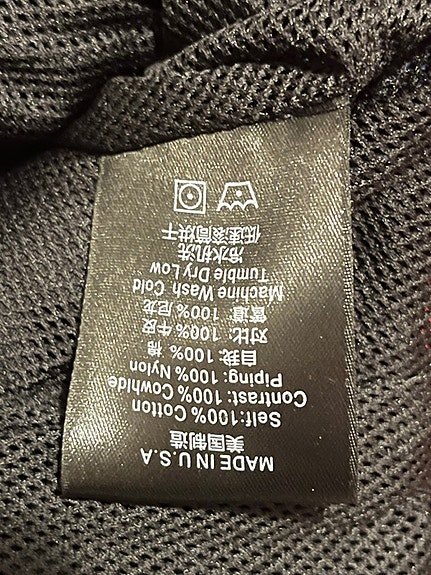 MADE IN U.S.A
美国制造
Self:100% Cotton
Contrast: 100% Cowhide
Piping: 100% Nylon
自我: 100% 棉
对比: 100% 牛皮
管道: 100% 尼龙
Machine Wash Cold
Tumble Dry Low
冷水机洗
低速滚筒烘干